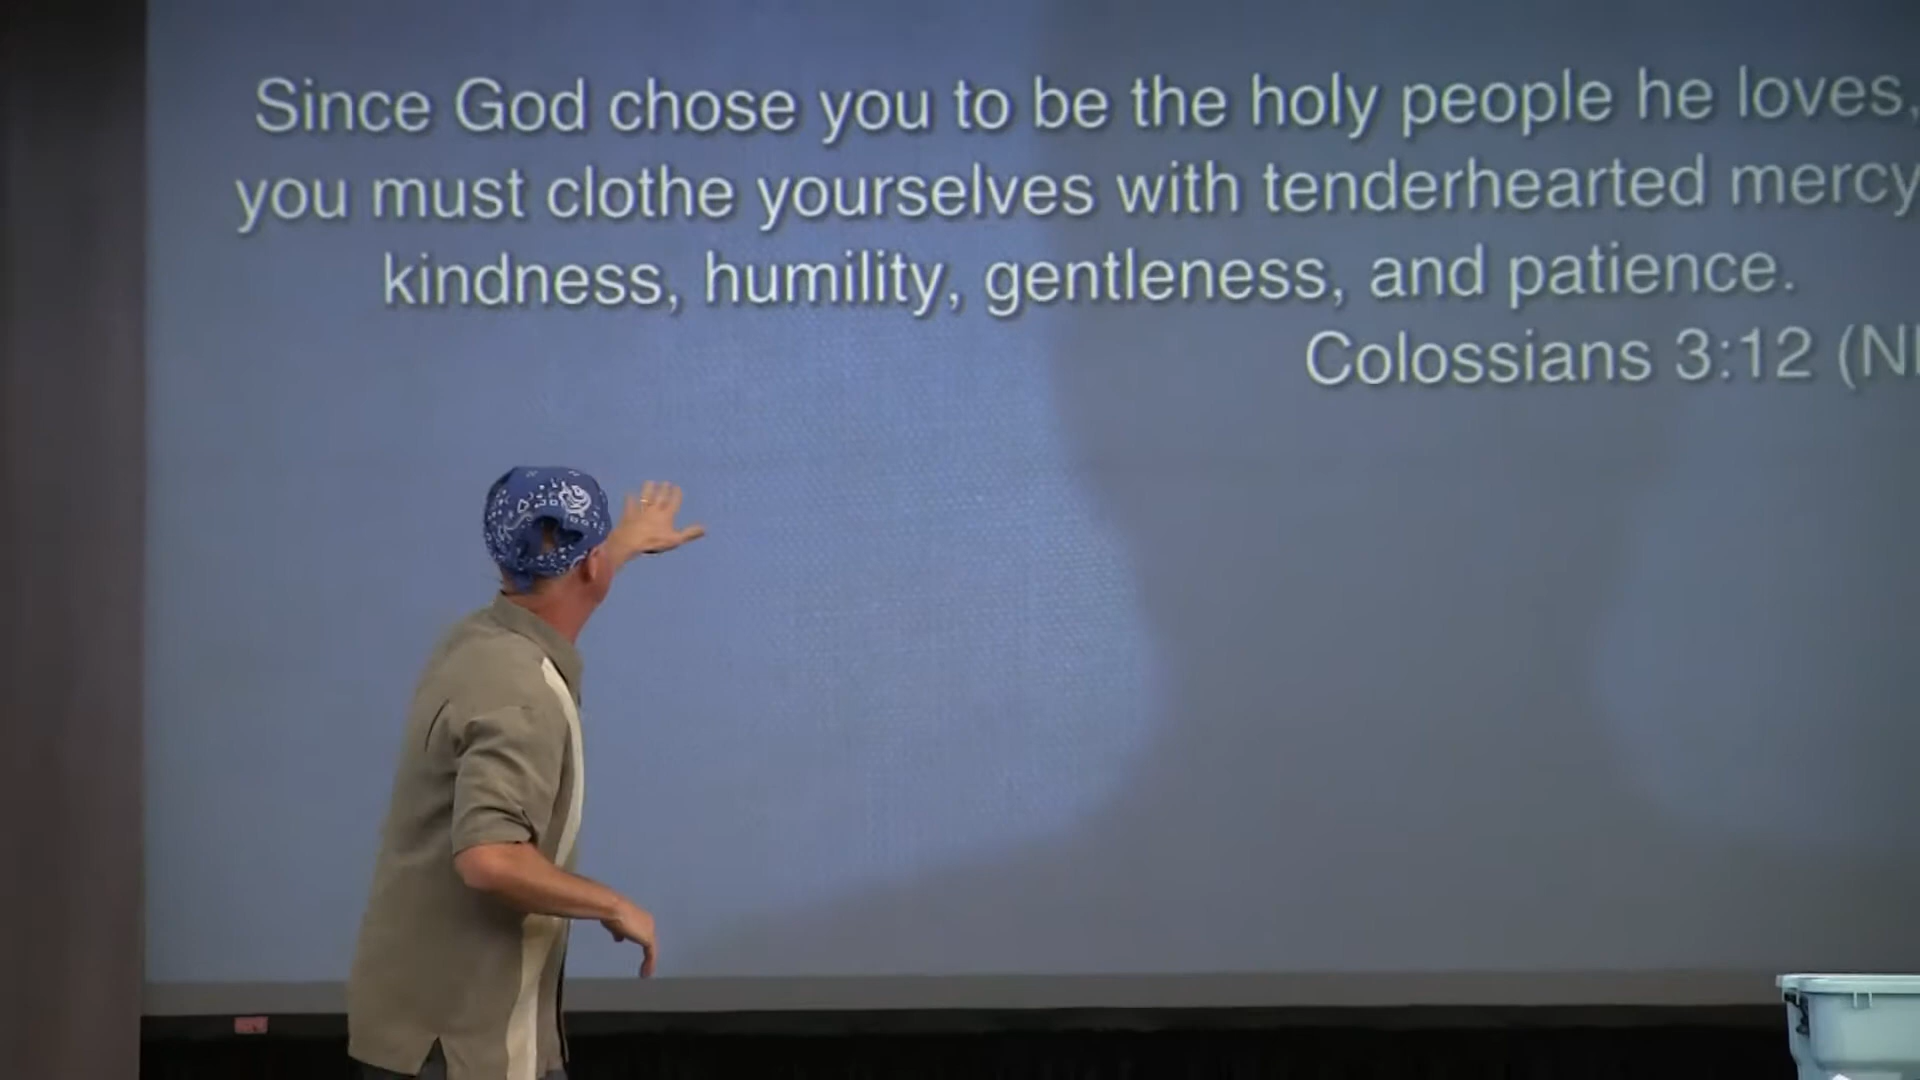 Since God chose you to be the holy people he loves,
you must clothe yourselves with tenderhearted mercy
kindness, humility, gentleness, and patience.
Colossians 3:12 (N